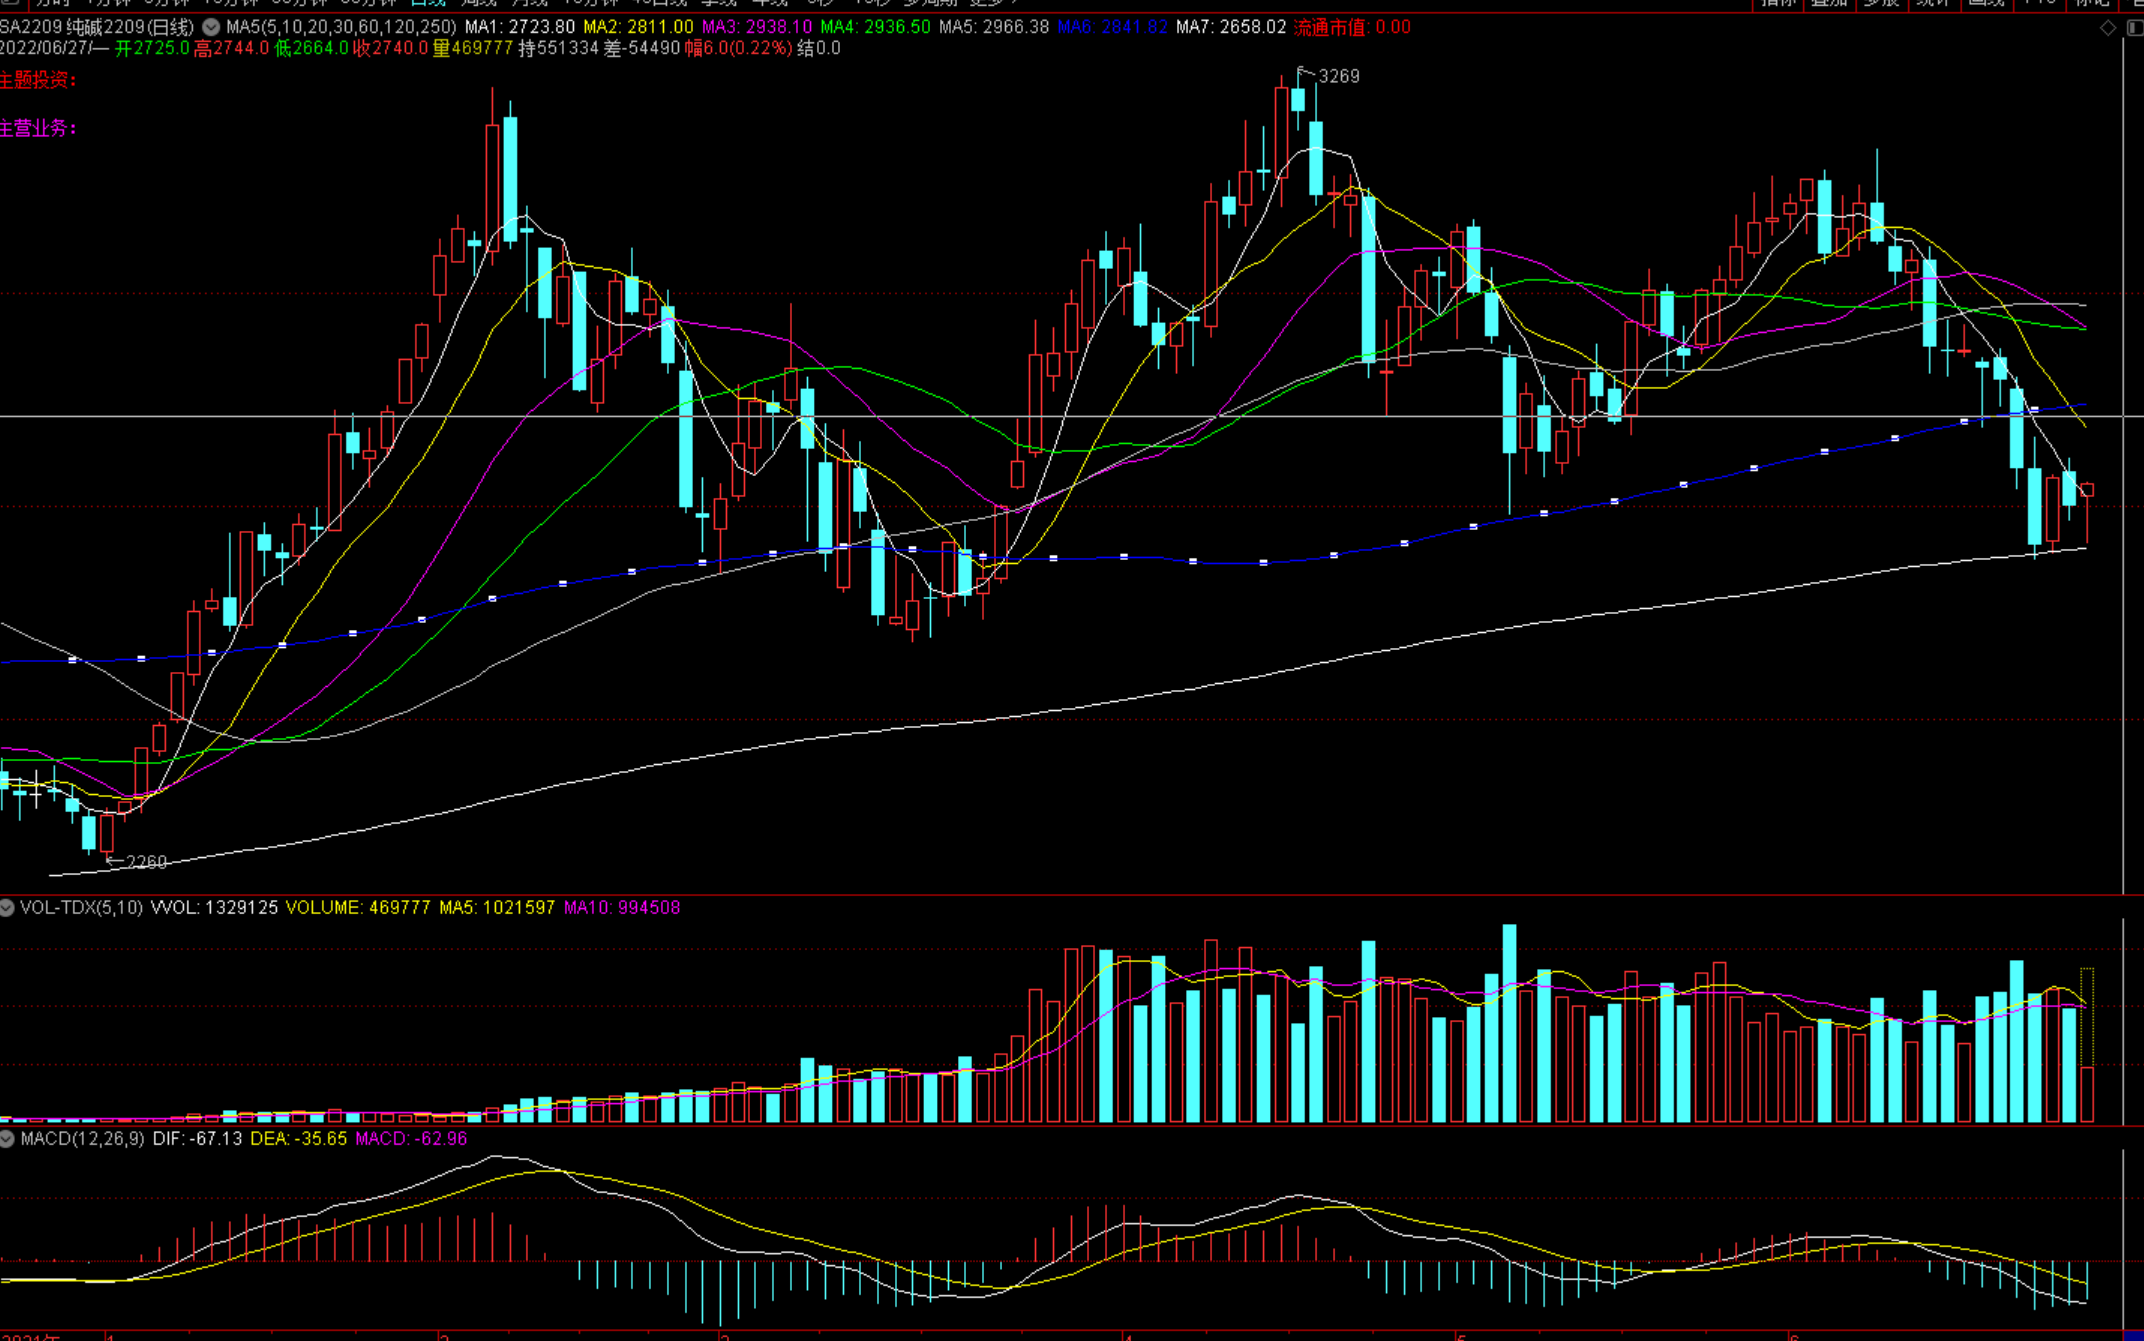 日线
SA2209 纯碱2209(日线) MA5(5,10,20,30,60,120,250) MA1: 2723.80 MA2: 2811.00 MA3: 2938.10 MA4: 2936.50 MA5: 2966.38 MA6: 2841.82 MA7: 2658.02 流通市值: 0.00
2022/06/27/一 开2725.0 高2744.0 低2664.0 收2740.0 量469777 持551334 差-54490 幅6.0(0.22%) 结0.0
主题投资:
主营业务:
3269
2260
VOL-TDX(5,10) VVOL: 1329125 VOLUME: 469777 MA5: 1021597 MA10: 994508
MACD(12,26,9) DIF: -67.13 DEA: -35.65 MACD: -62.96